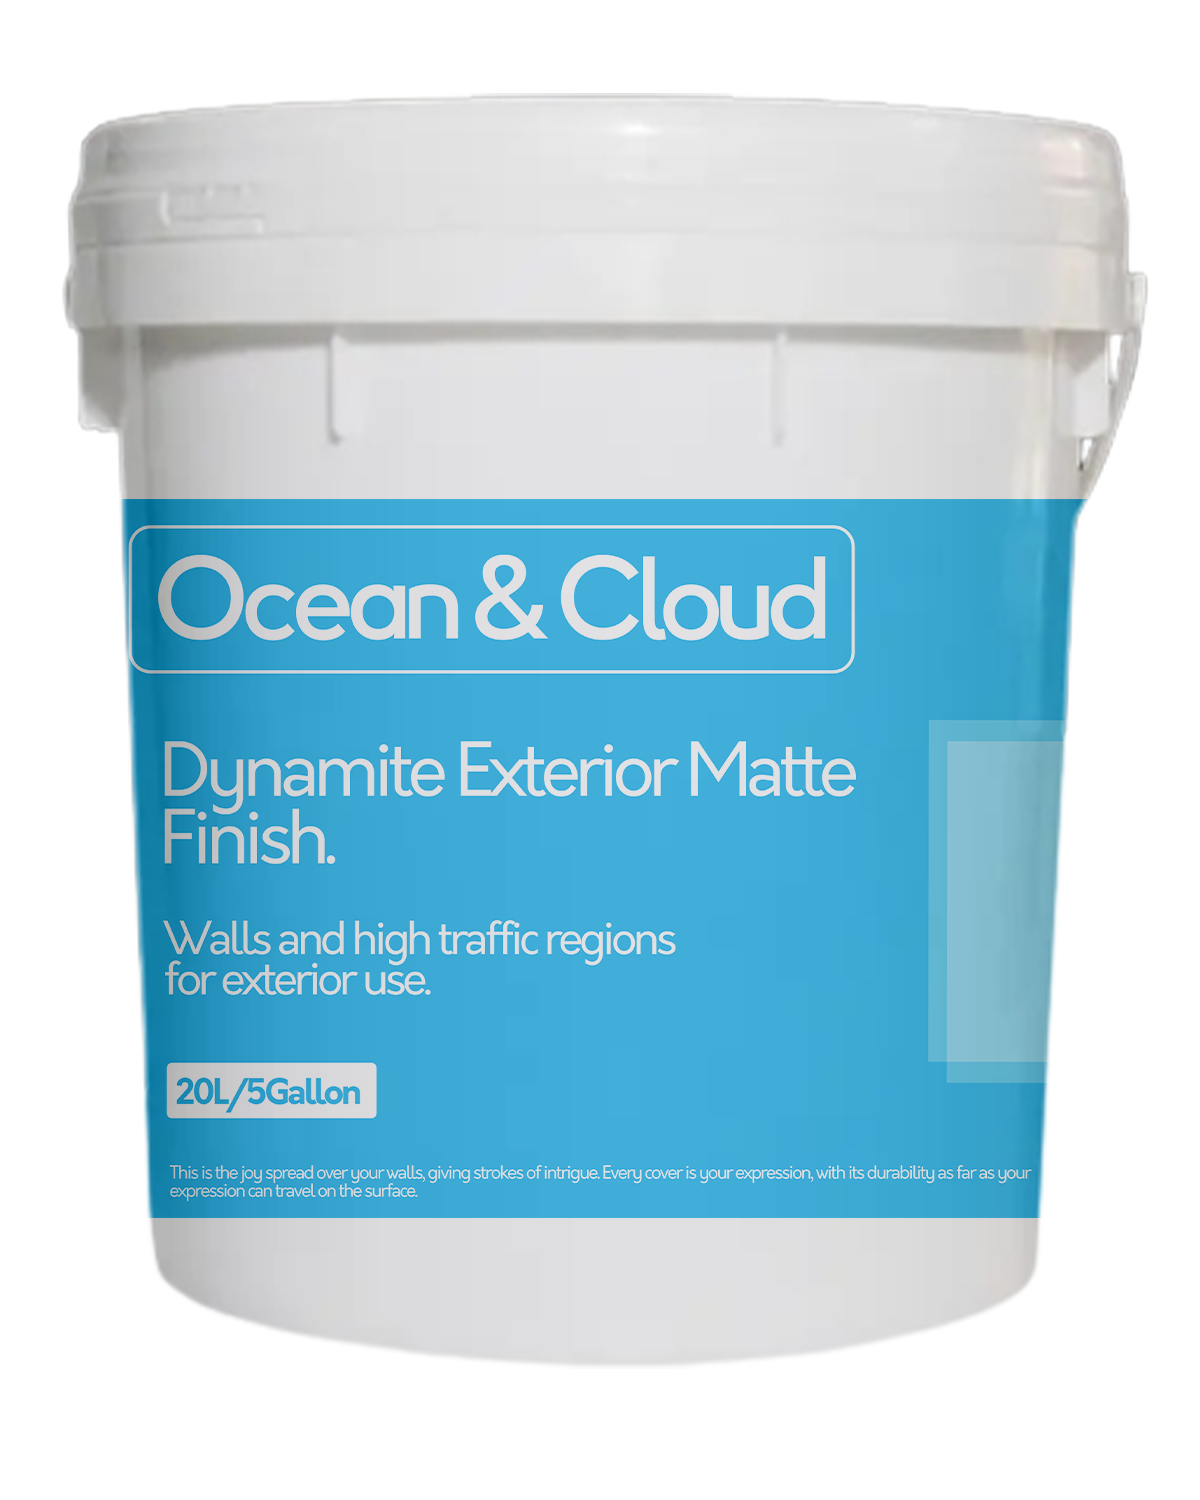 Ocean & Cloud
Dynamite Exterior Matte
Finish.
Walls and high traffic regions
for exterior use.
20L/5Gallon
This is the joy spread over your walls, giving strokes of intrigue. Every cover is your expression, with its durability as far as your
expression can travel on the surface.